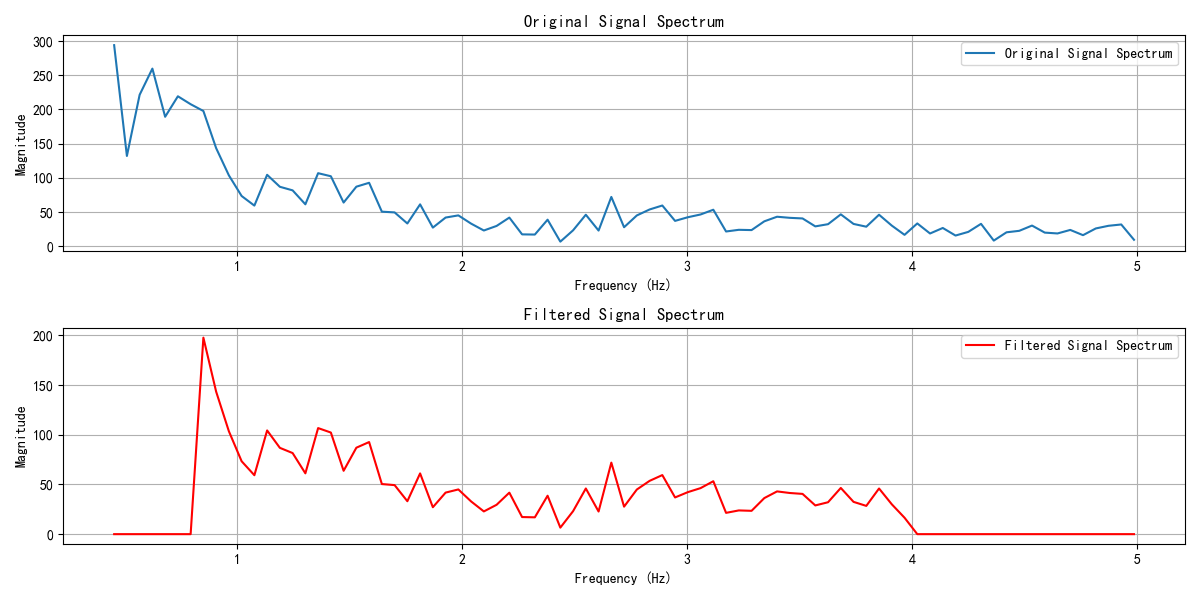 Original Signal Spectrum
300
250
200
150
100
50
0
Magnitude
Original Signal Spectrum
1
2
3
4
5
Frequency (Hz)
Filtered Signal Spectrum
200
150
100
50
0
Magnitude
Filtered Signal Spectrum
1
2
3
4
5
Frequency (Hz)